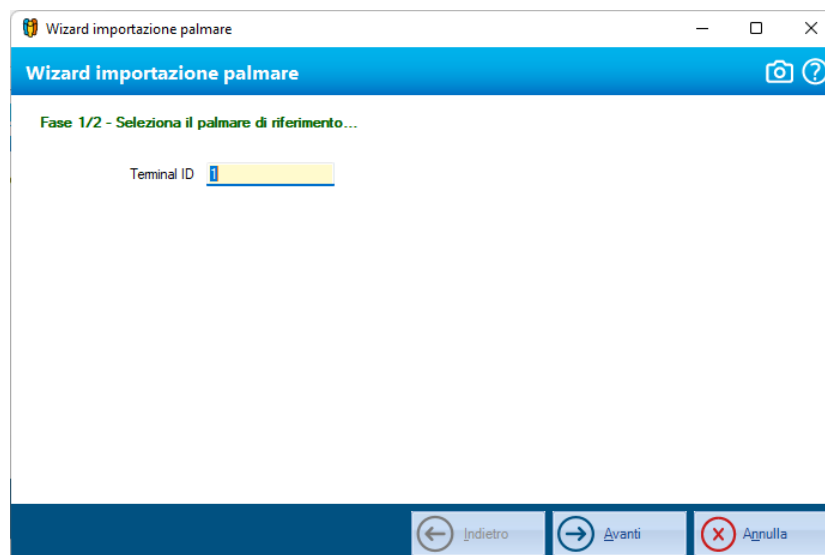 Wizard importazione palmare
Wizard importazione palmare
Fase 1/2 - Seleziona il palmare di riferimento...
Terminal ID 1
Indietro Avanti Annulla